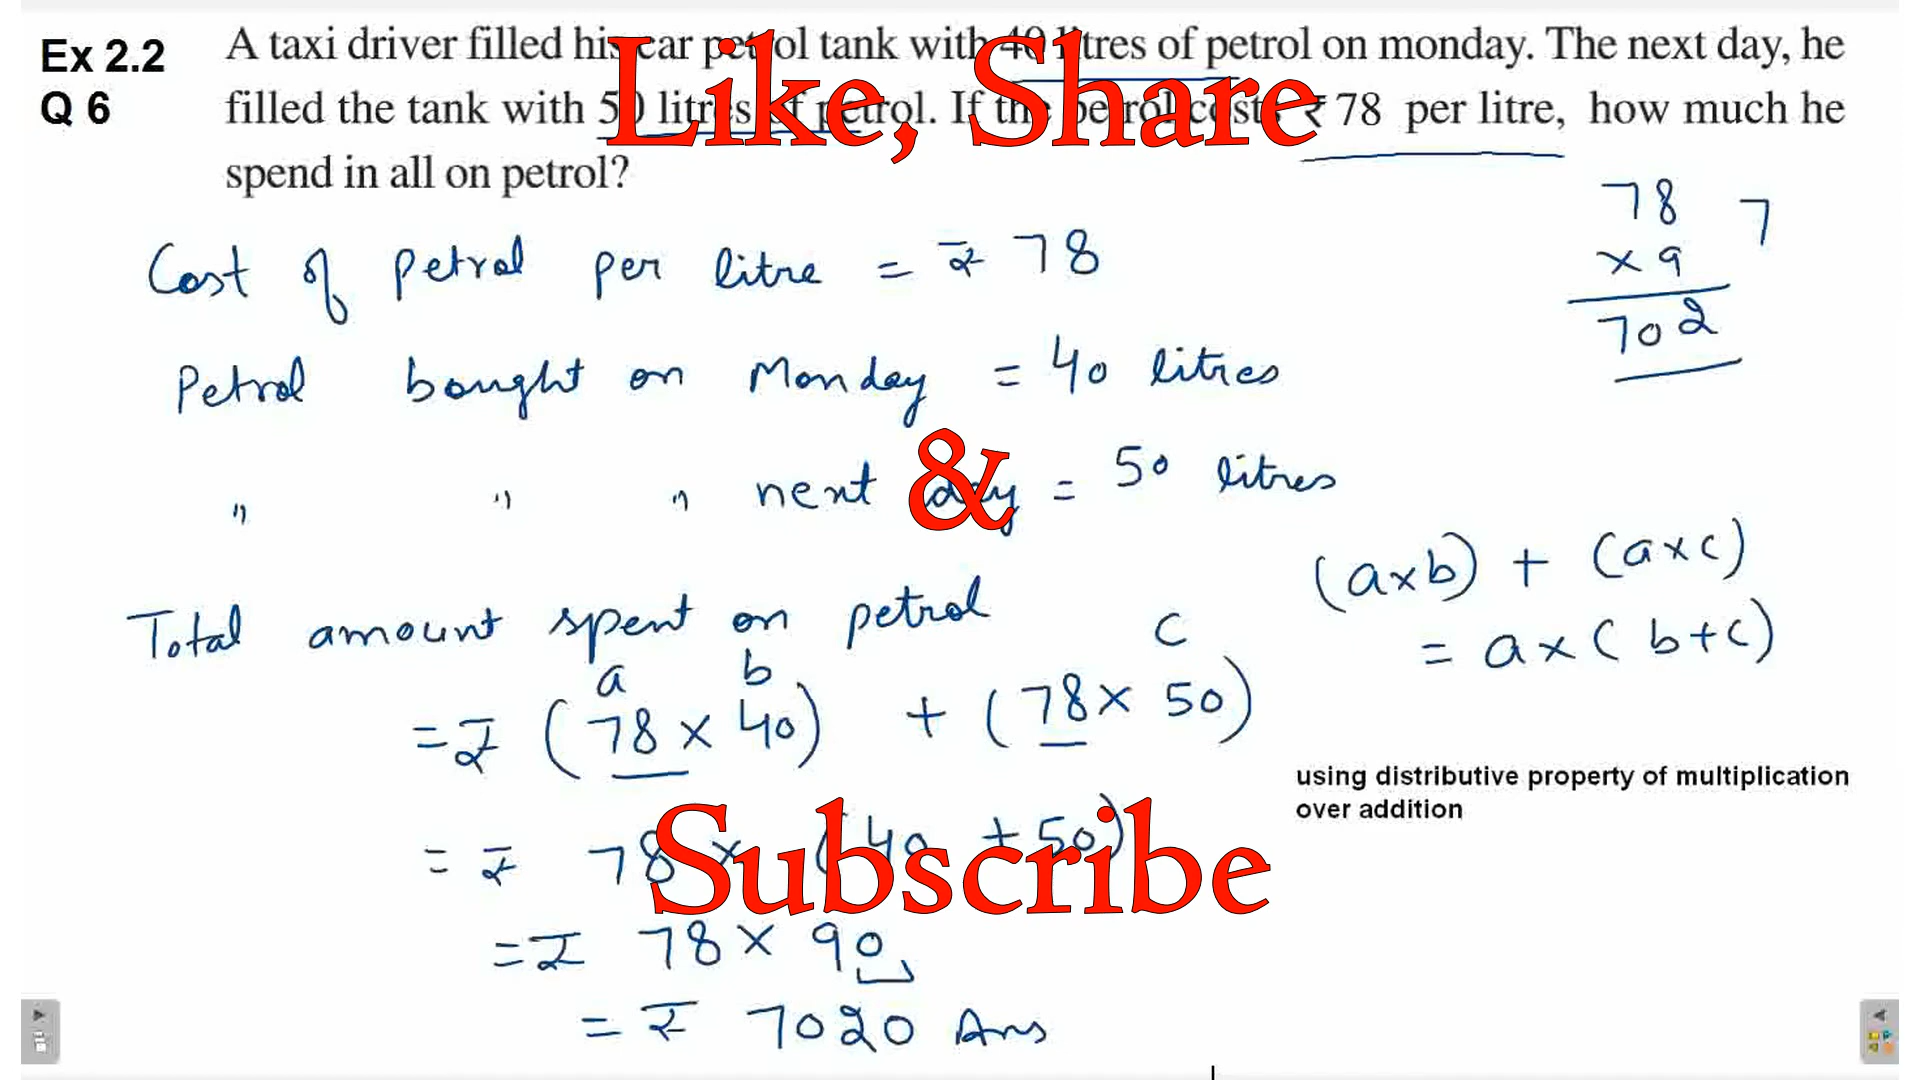 Ex 2.2
Q 6
A taxi driver filled his car petrol tank with 40 litres of petrol on monday. The next day, he
filled the tank with 50 litres of petrol. If the petrol costs ₹ 78 per litre, how much he
spend in all on petrol?
Like, Share
78 7
× 9
702
Cost of petrol per litre = ₹ 78
Petrol bought on Monday = 40 litres
&
" " " next day = 50 litres
(a×b) + (a×c)
= a×( b+c)
Total amount spent on petrol
a b c
= ₹ (78 × 40) + (78× 50)
using distributive property of multiplication
over addition
= ₹ 78 × (40 + 50)
Subscribe
= ₹ 78 × 90
= ₹ 7020 Ans